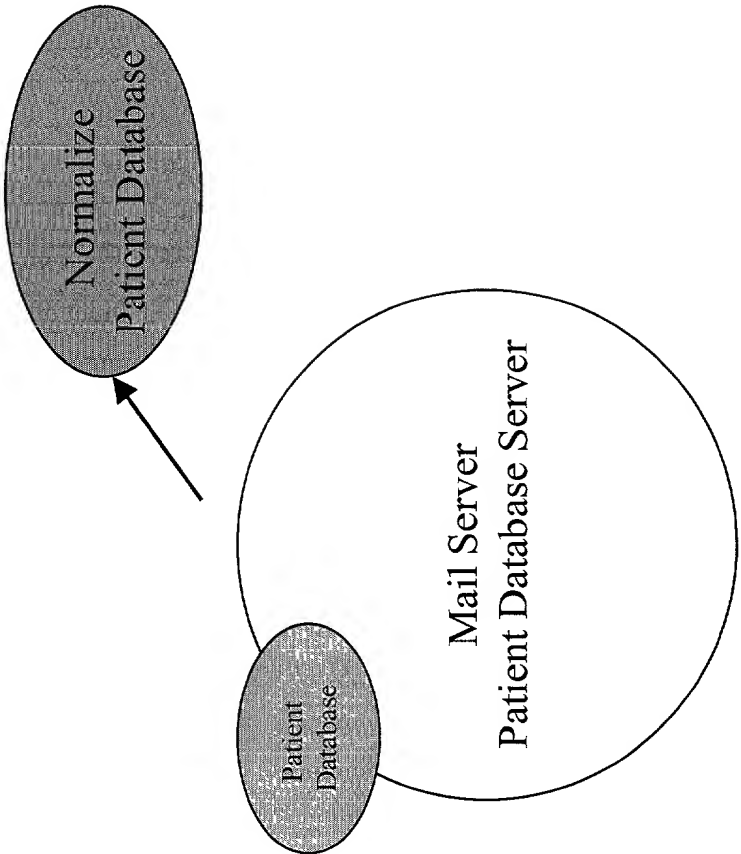 Normalize
Patient Database
Patient
Database
Mail Server
Patient Database Server